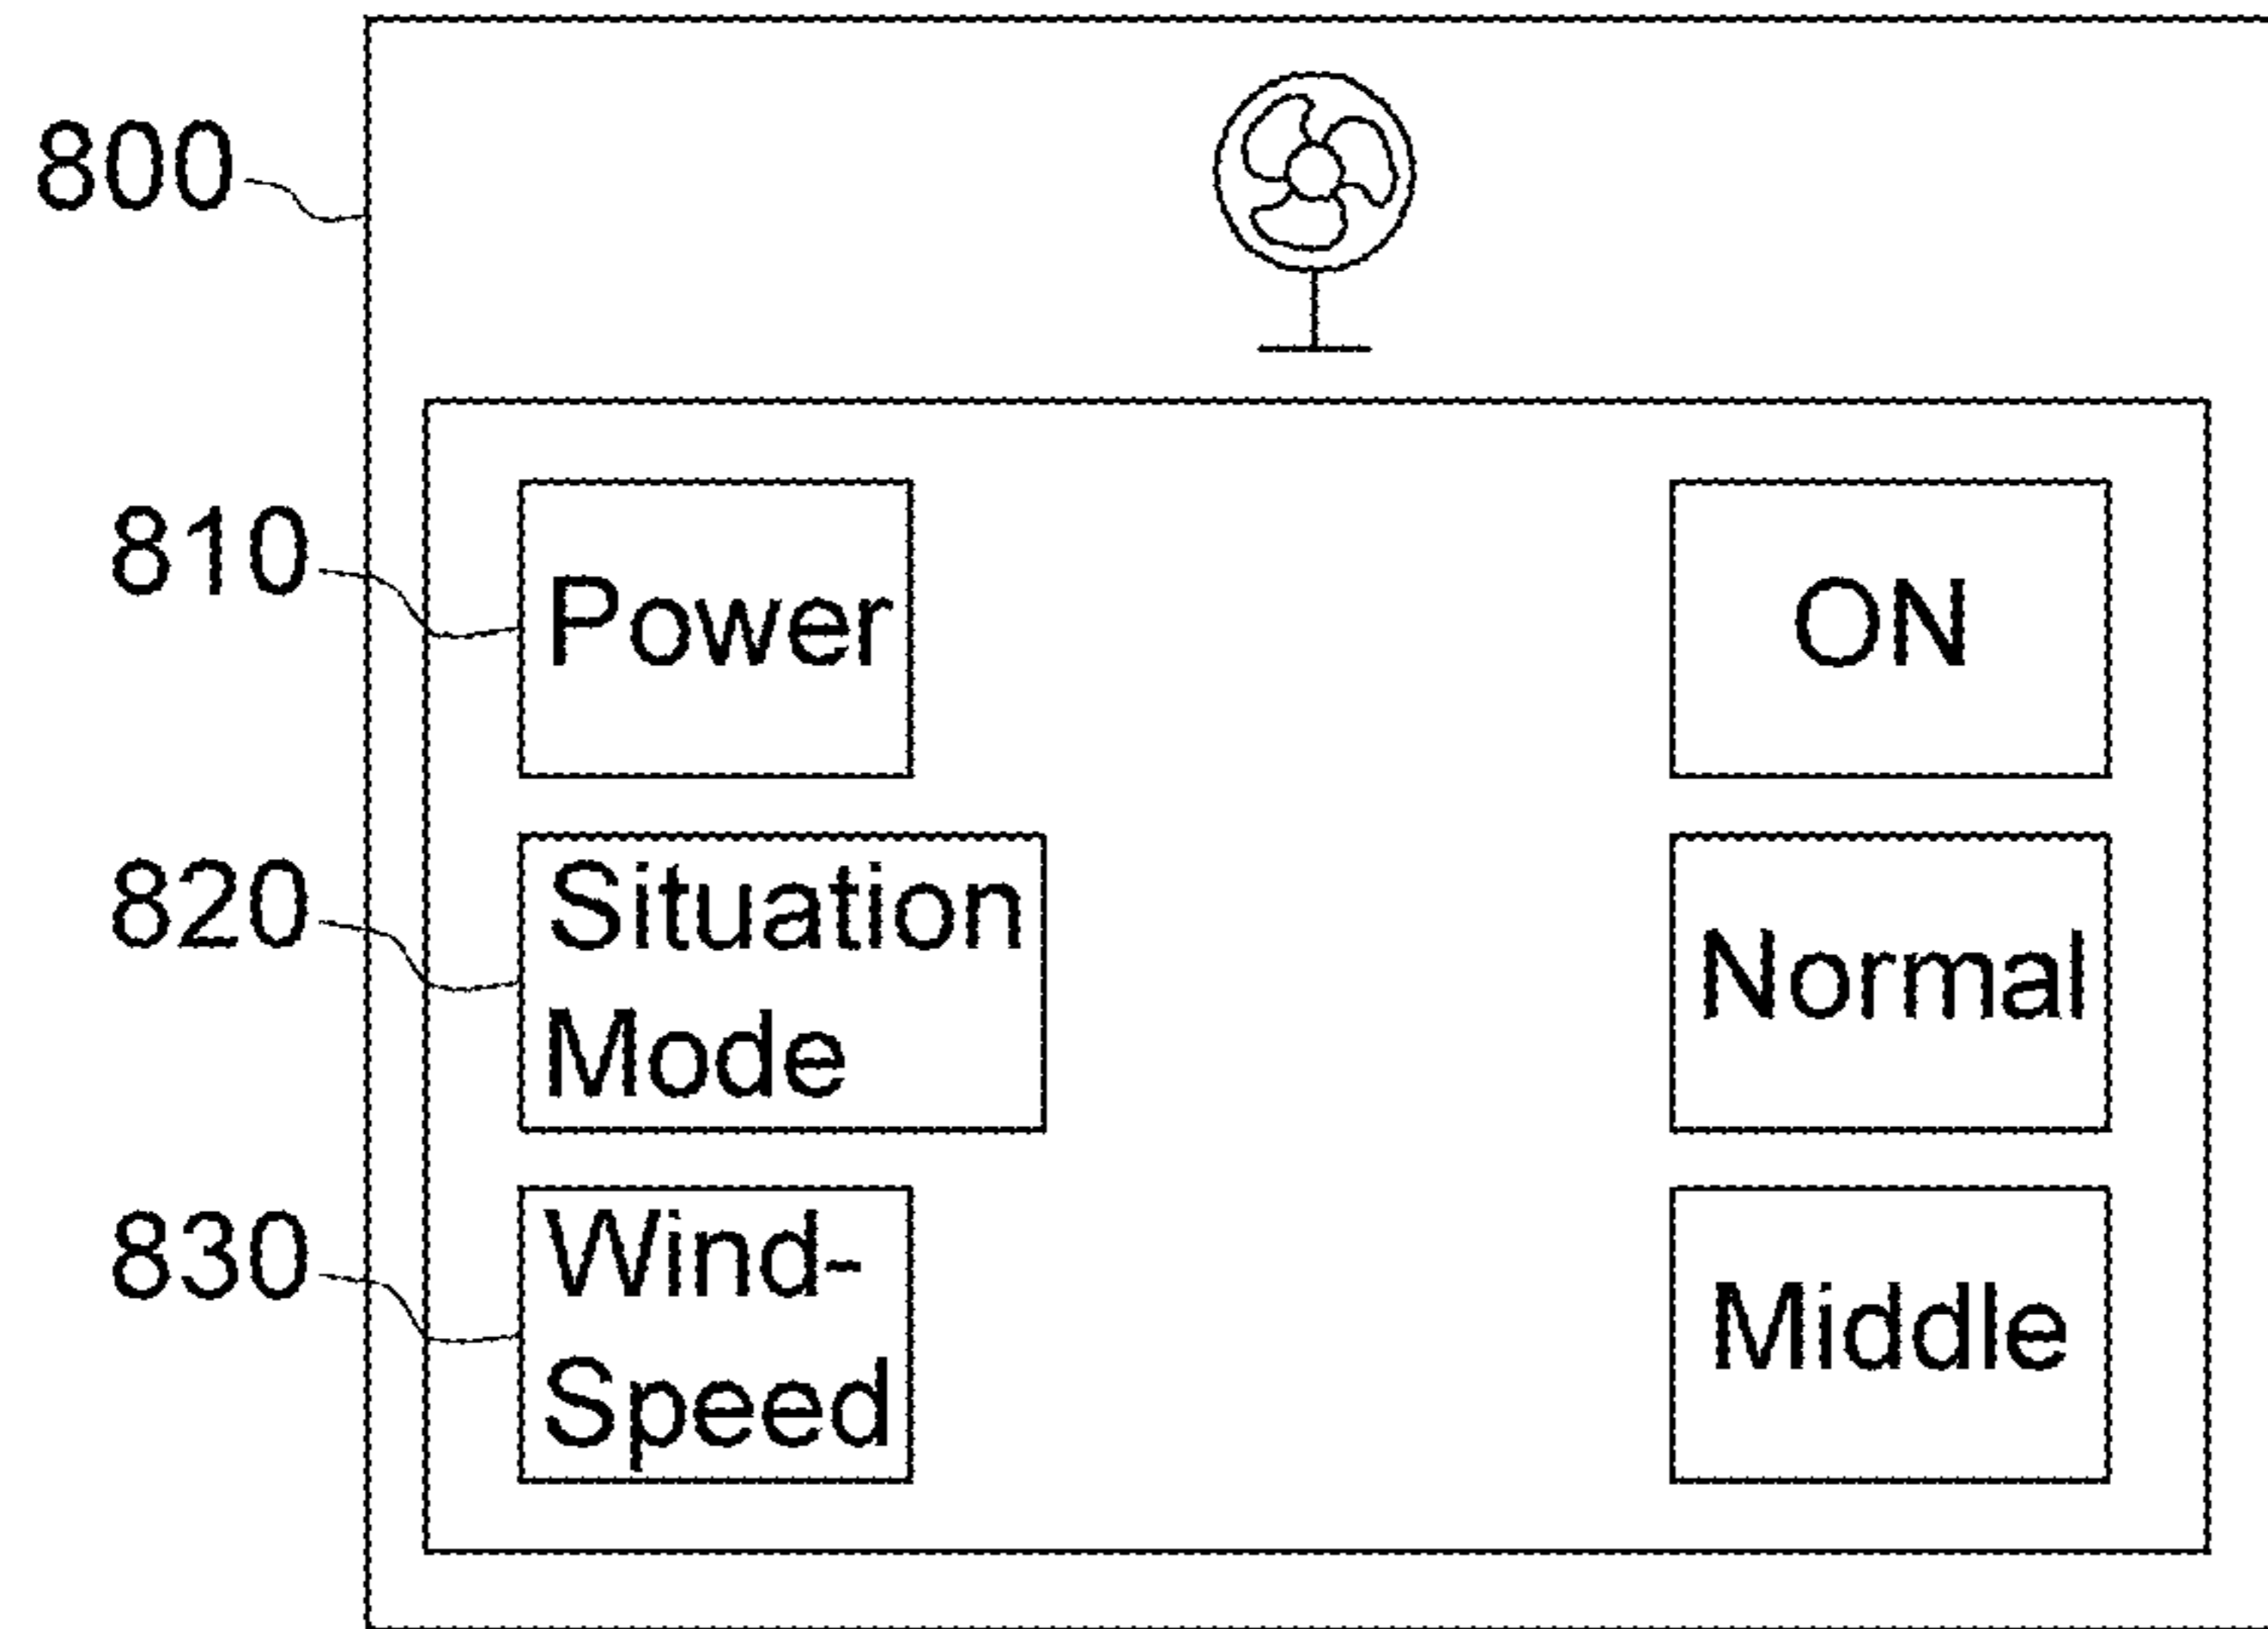 800
810
Power
ON
820
Situation
Mode
Normal
830
Wind-
Speed
Middle